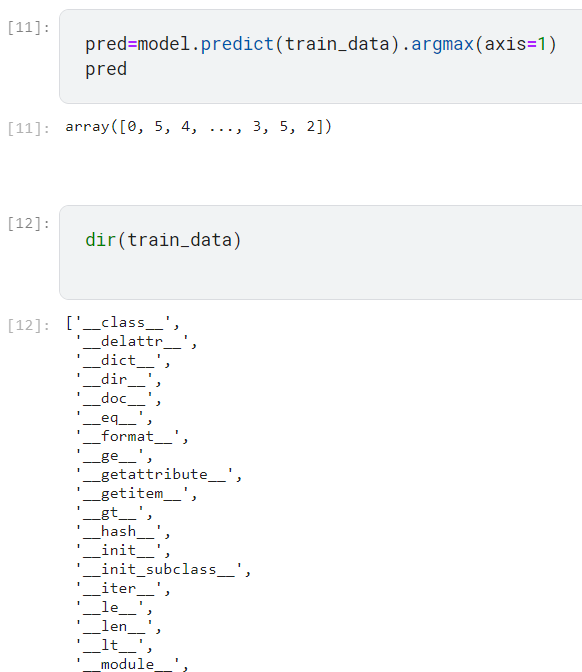 [11]:
pred=model.predict(train_data).argmax(axis=1)
pred
[11]: array([0, 5, 4, ..., 3, 5, 2])
[12]:
dir(train_data)
[12]: ['__class__',
'__delattr__',
'__dict__',
'__dir__',
'__doc__',
'__eq__',
'__format__',
'__ge__',
'__getattribute__',
'__getitem__',
'__gt__',
'__hash__',
'__init__',
'__init_subclass__',
'__iter__',
'__le__',
'__len__',
'__lt__',
'__module__',